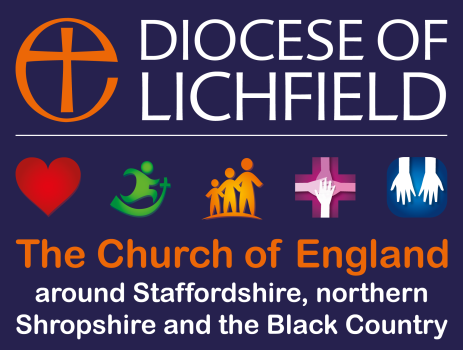 DIOCESE OF
LICHFIELD
The Church of England
around Staffordshire, northern
Shropshire and the Black Country